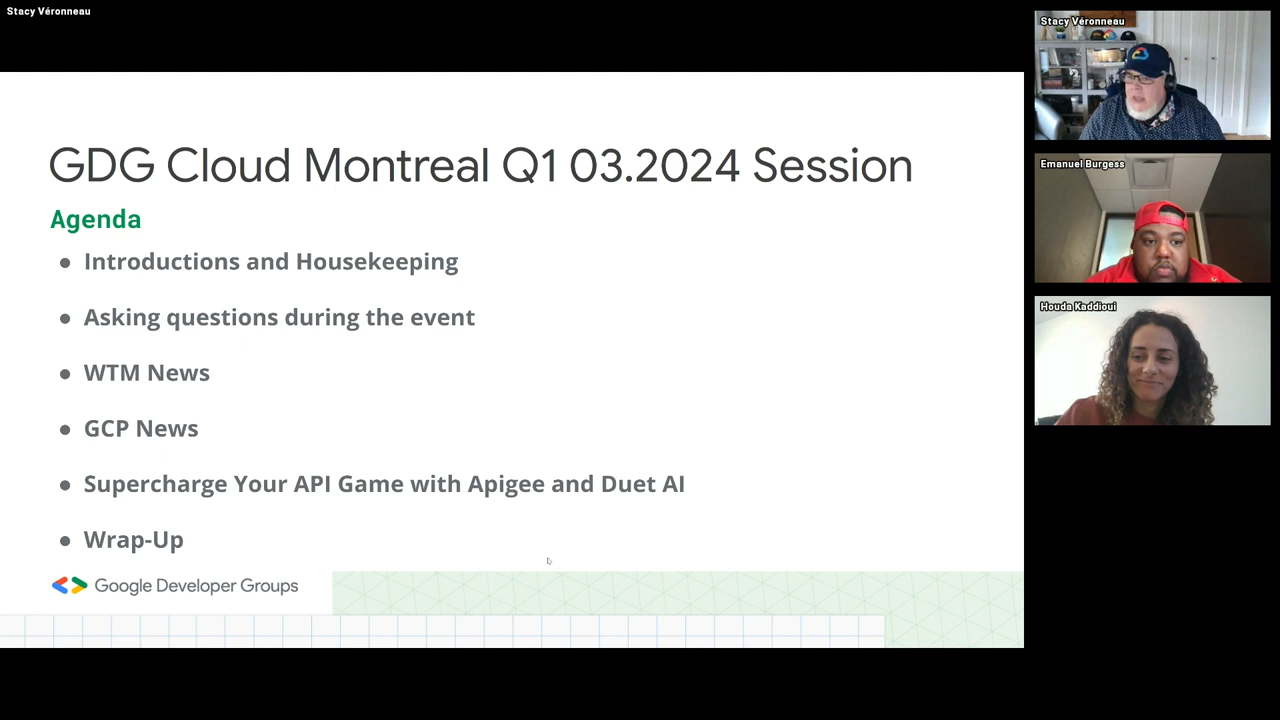 Stacy Véronneau
GDG Cloud Montreal Q1 03.2024 Session
Agenda
● Introductions and Housekeeping
● Asking questions during the event
● WTM News
● GCP News
● Supercharge Your API Game with Apigee and Duet AI
● Wrap-Up
Google Developer Groups
Stacy Véronneau
Emanuel Burgess
Houda Kaddioui